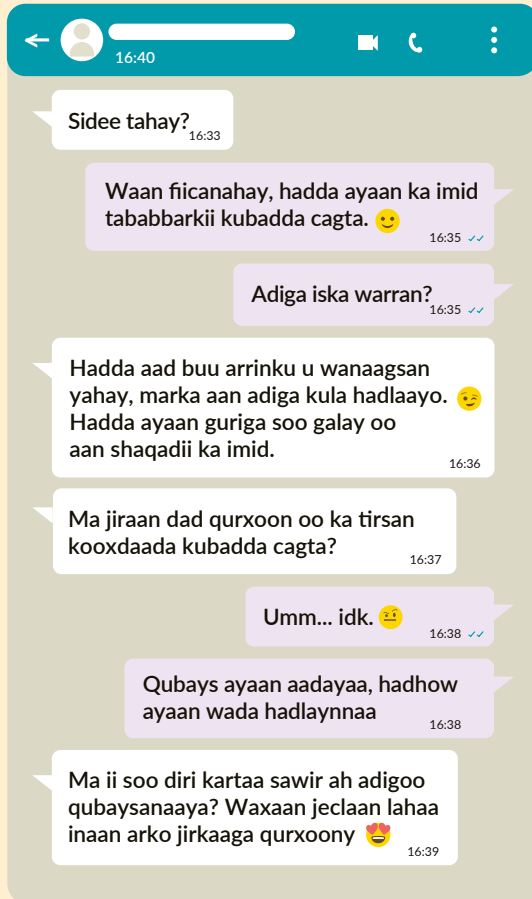 16:40
Sidee tahay?
16:33
Waan fiicanahay, hadda ayaan ka imid
tababbarkii kubadda cagta. 🙂
16:35
Adiga iska warran?
16:35
Hadda aad buu arrinku u wanaagsan
yahay, marka aan adiga kula hadlaayo. 😉
Hadda ayaan guriga soo galay oo
aan shaqadii ka imid.
16:36
Ma jiraan dad qurxoon oo ka tirsan
kooxdaada kubadda cagta?
16:37
Umm... idk. 🤨
16:38
Qubays ayaan aadayaa, hadhow
ayaan wada hadlaynnaa
16:38
Ma ii soo diri kartaa sawir ah adigoo
qubaysanaaya? Waxaan jeclaan lahaa
inaan arko jirkaaga qurxoony 😍
16:39